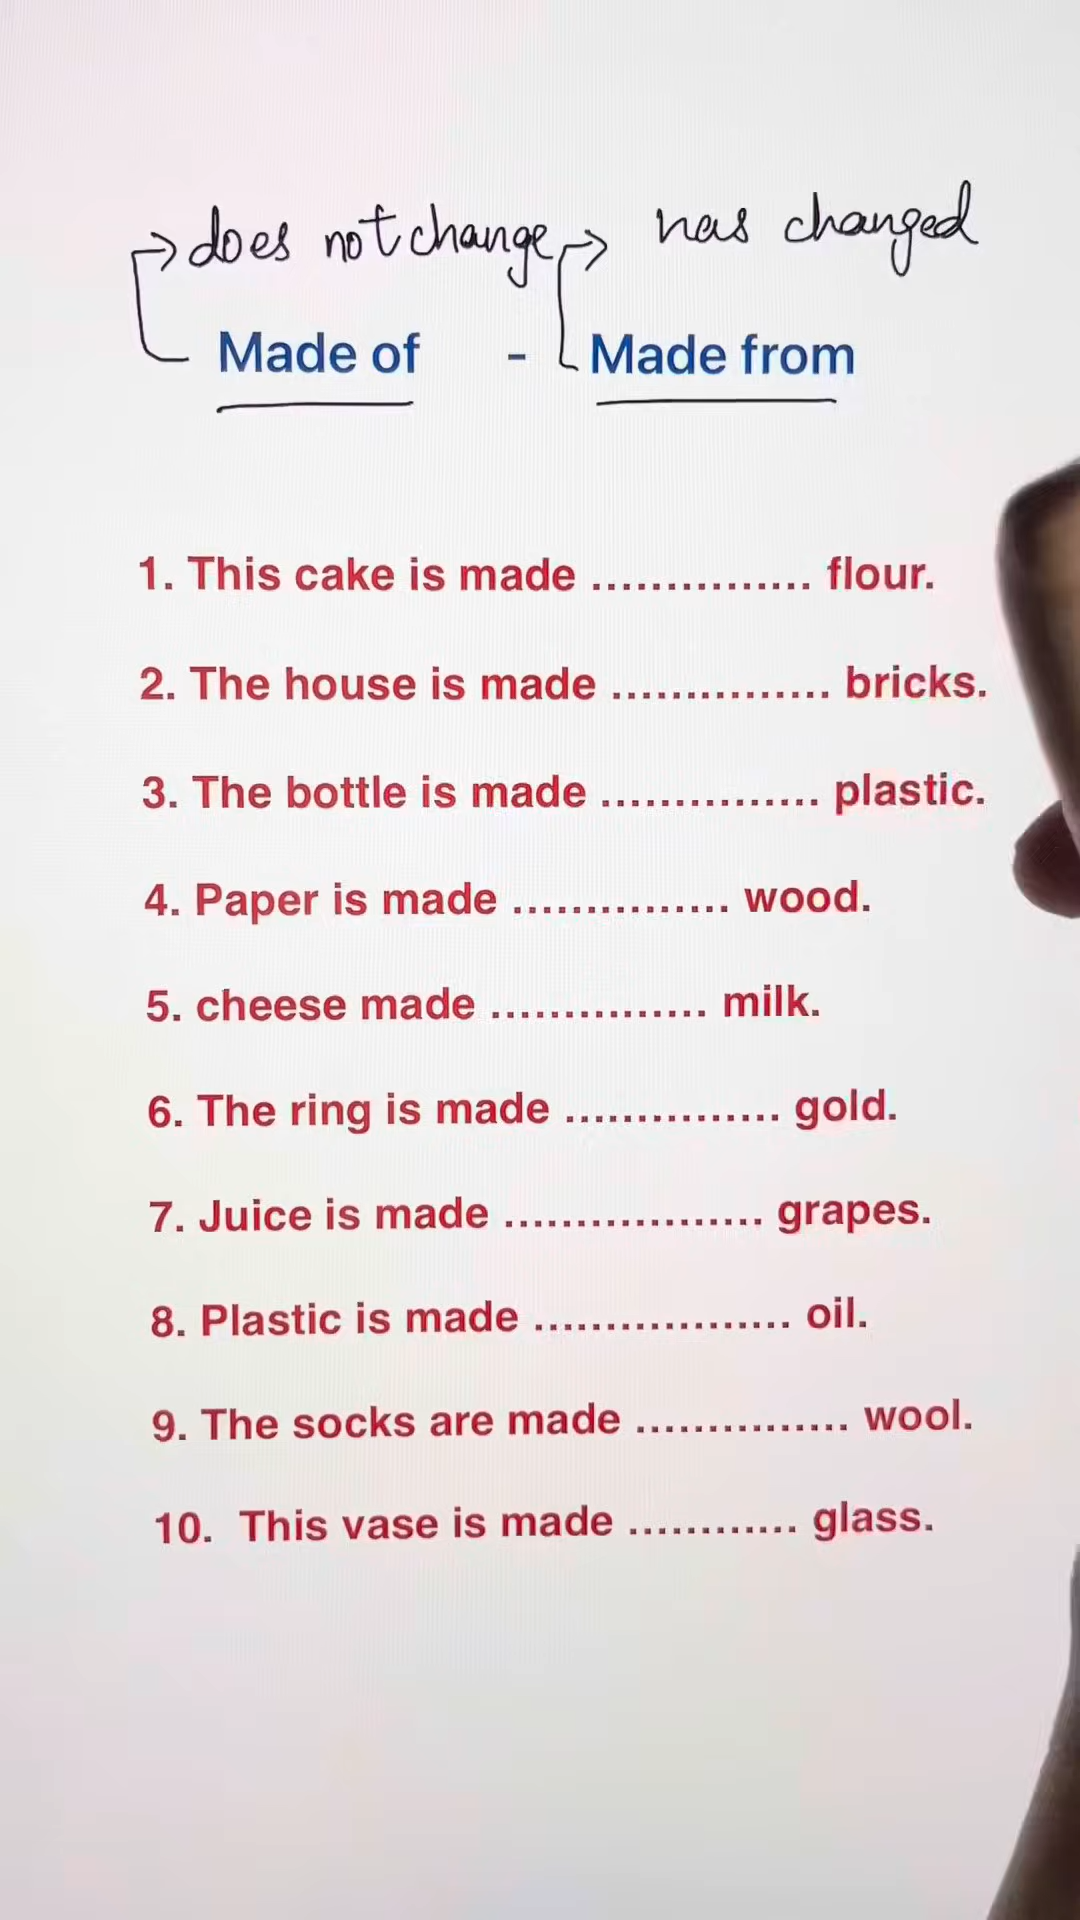 does not change has changed
Made of - Made from
1. This cake is made ............... flour.
2. The house is made ............... bricks.
3. The bottle is made ............... plastic.
4. Paper is made ............... wood.
5. cheese made ............... milk.
6. The ring is made ............... gold.
7. Juice is made .................. grapes.
8. Plastic is made .................. oil.
9. The socks are made ............... wool.
10. This vase is made ............ glass.